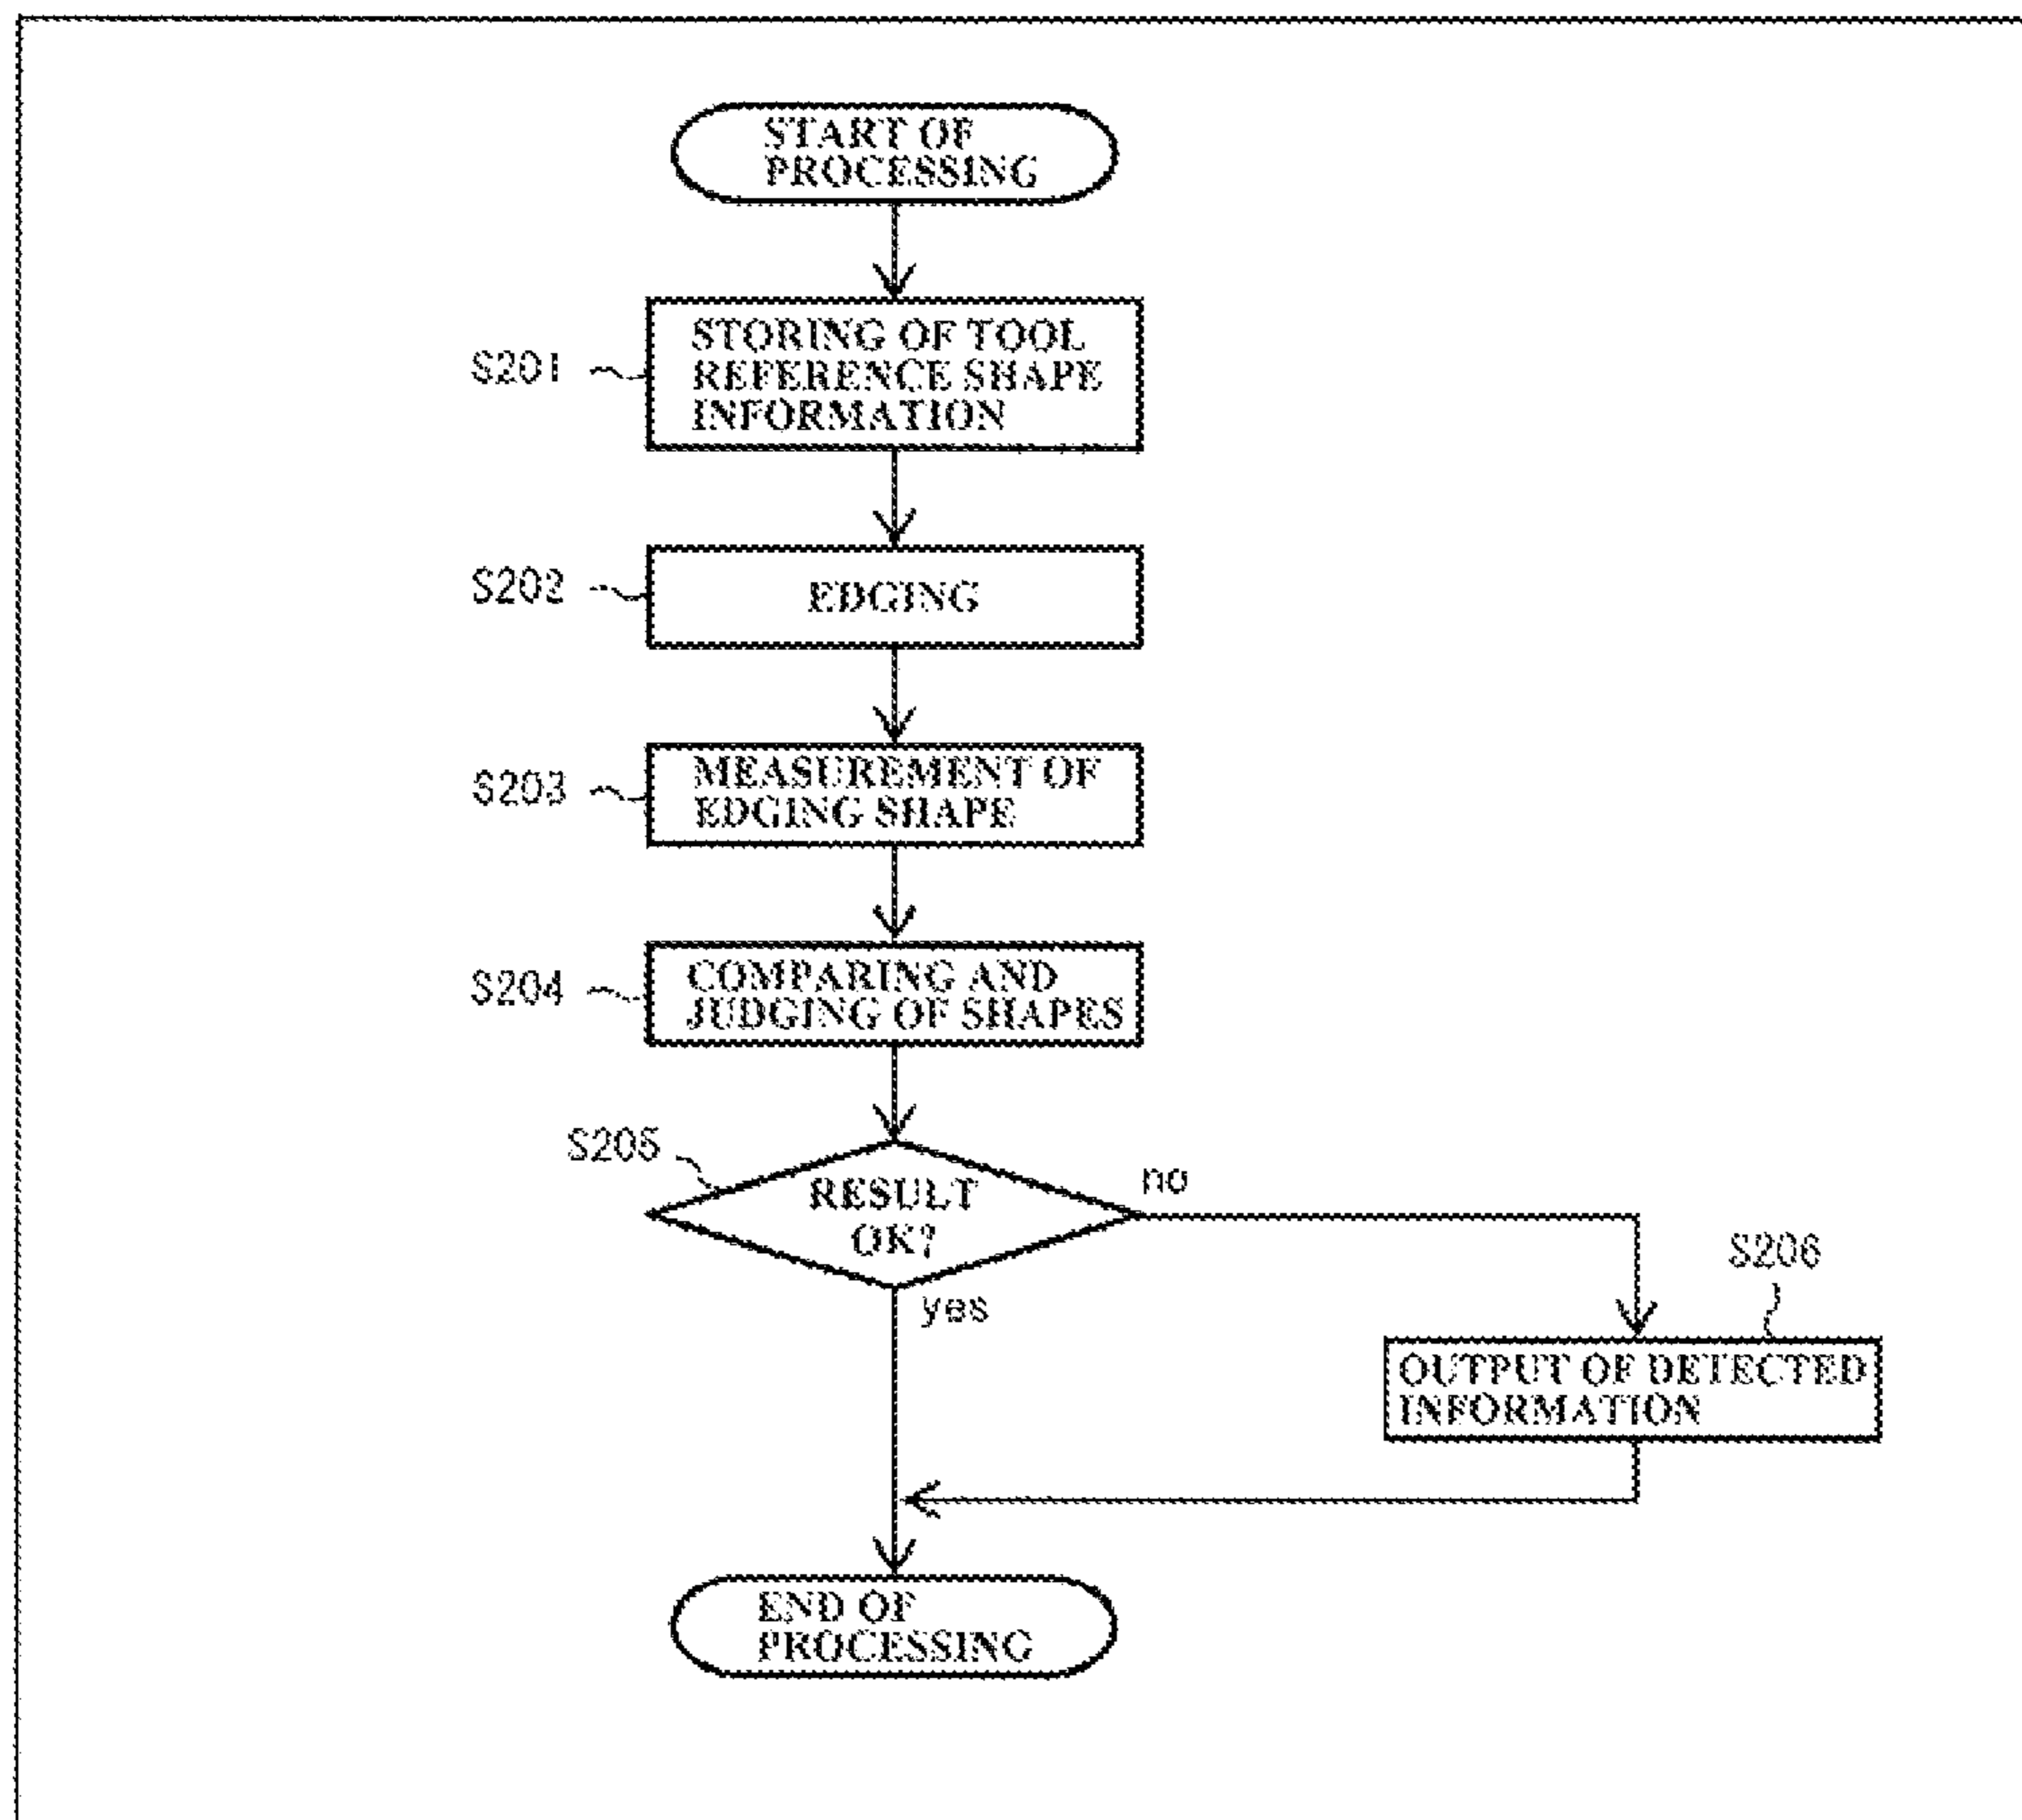 START OF
PROCESSING
S201
STORING OF TOOL
REFERENCE SHAPE
INFORMATION
S202
EDGING
S203
MEASUREMENT OF
EDGING SHAPE
S204
COMPARING AND
JUDGING OF SHAPES
S205
RESULT
OK?
no
yes
S206
OUTPUT OF DETECTED
INFORMATION
END OF
PROCESSING